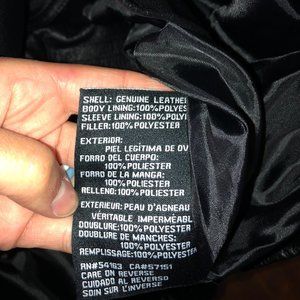 SHELL: GENUINE LEATHER
BODY LINING:100%POLYES
SLEEVE LINING:100%POLYE
FILLER:100%POLYESTER
EXTERIOR:
PIEL LEGÍTIMA DE OV
FORRO DEL CUERPO:
100%POLIESTER
FORRO DE LA MANGA:
100%POLIESTER
RELLENO:100%POLIESTER
EXTERIEUR:PEAU D'AGNEAU
VÉRITABLE IMPERMÉABL
DOUBLURE:100%POLYESTER
DOUBLURE DE MANCHES:
100%POLYESTER
REMPLISSAGE:100%POLYESTER
RN#54163 CA#57151
CARE ON REVERSE
CUIDADO AL REVERSO
SOIN SUR L'INVERSE